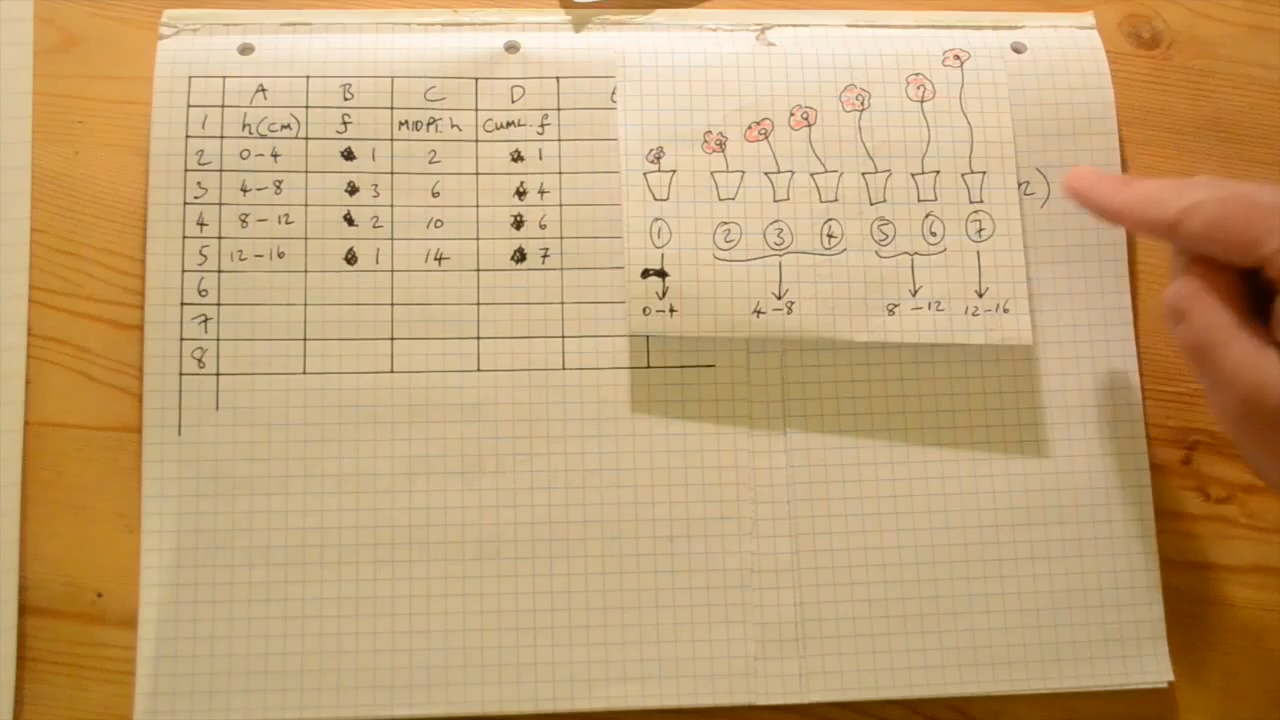 A B C D
1 h(cm) f MIDPT. h CUML. f
2 0-4 1 2 1
3 4-8 3 6 4
4 8-12 2 10 6
5 12-16 1 14 7
6
7
8
1 2 3 4 5 6 7
0-4 4-8 8-12 12-16